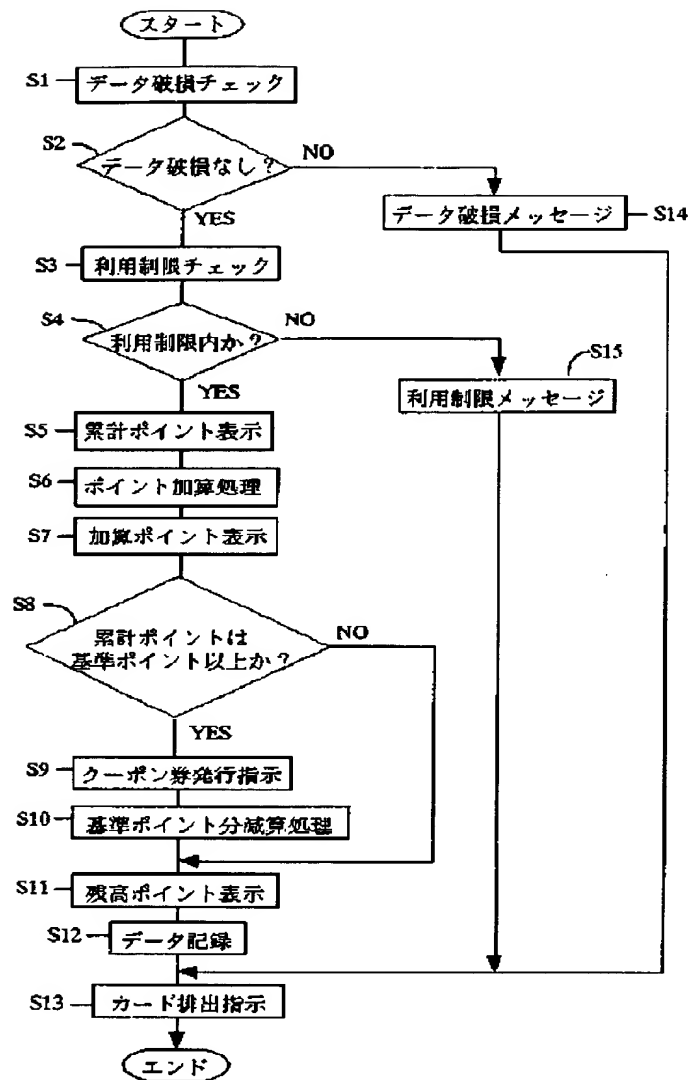 スタート
S1
データ破損チェック
S2
データ破損なし?
NO
YES
データ破損メッセージ
S14
S3
利用制限チェック
S4
利用制限内か?
NO
YES
S15
利用制限メッセージ
S5
累計ポイント表示
S6
ポイント加算処理
S7
加算ポイント表示
S8
累計ポイントは
基準ポイント以上か?
NO
YES
S9
クーポン券発行指示
S10
基準ポイント分減算処理
S11
残高ポイント表示
S12
データ記録
S13
カード排出指示
エンド